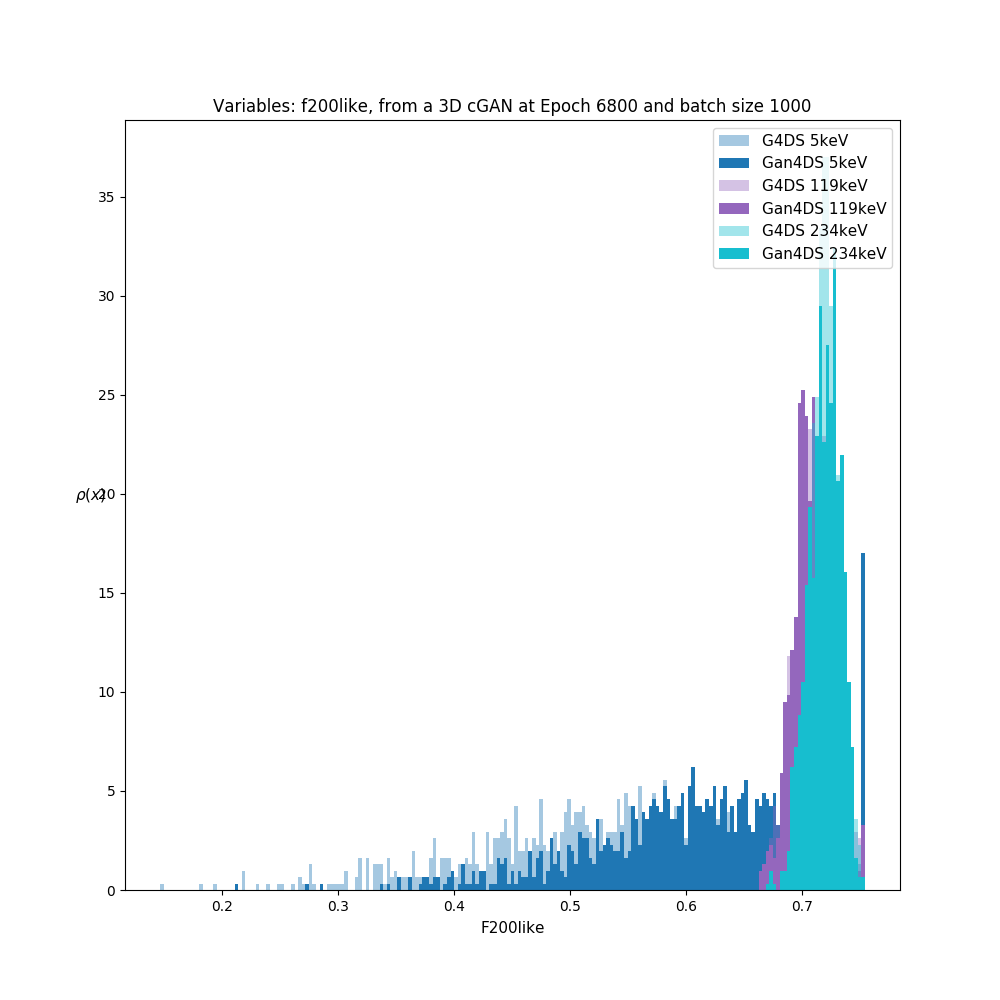 Variables: f200like, from a 3D cGAN at Epoch 6800 and batch size 1000
G4DS 5keV
Gan4DS 5keV
G4DS 119keV
Gan4DS 119keV
G4DS 234keV
Gan4DS 234keV
35
30
25
ρ(x)
20
15
10
5
0
0.2 0.3 0.4 0.5 0.6 0.7
F200like